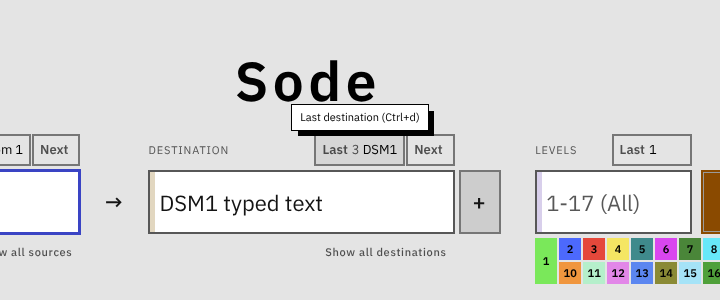 Sode
Last destination (Ctrl+d)
m 1 Next
DESTINATION Last 3 DSM1 Next
LEVELS Last 1
→ DSM1 typed text + 1-17 (All)
all sources
Show all destinations
1 2 3 4 5 6 7 8
10 11 12 13 14 15 16